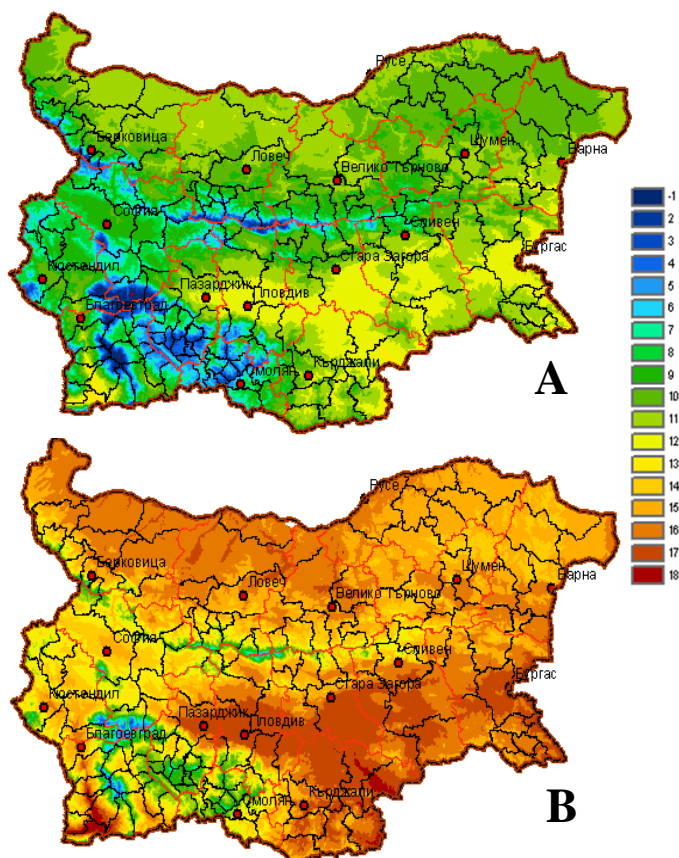 Русе
Берковица
Ловеч
Велико Търново
Шумен
Варна
София
Сливен
Бургас
Кюстендил
Стара Загора
Пазарджик
Пловдив
Благоевград
Смолян
Кърджали
A
-1
2
3
4
5
6
7
8
9
10
11
12
13
14
15
16
17
18
Русе
Берковица
Ловеч
Велико Търново
Шумен
Варна
София
Сливен
Бургас
Кюстендил
Стара Загора
Пазарджик
Пловдив
Благоевград
Смолян
Кърджали
B